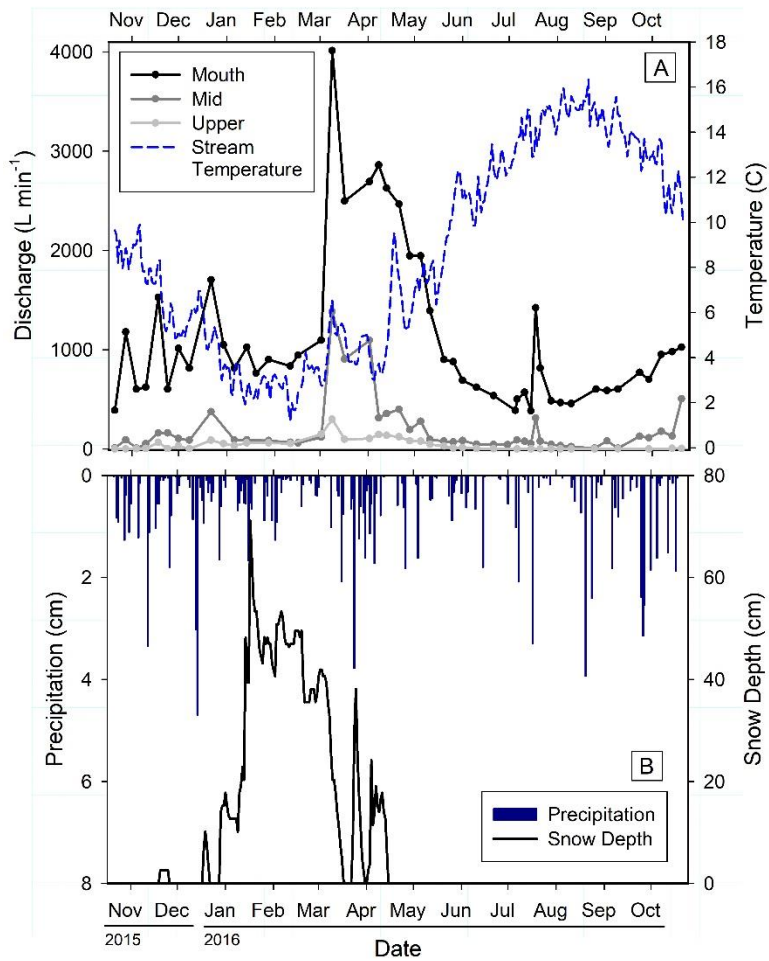 Nov Dec Jan Feb Mar Apr May Jun Jul Aug Sep Oct
A
Mouth
Mid
Upper
Stream
Temperature
4000
3000
2000
1000
0
Discharge (L min⁻¹)
18
16
14
12
10
8
6
4
2
0
Temperature (C)
B
0
2
4
6
8
Precipitation (cm)
80
60
40
20
0
Snow Depth (cm)
Precipitation
Snow Depth
Nov Dec Jan Feb Mar Apr May Jun Jul Aug Sep Oct
2015 2016
Date